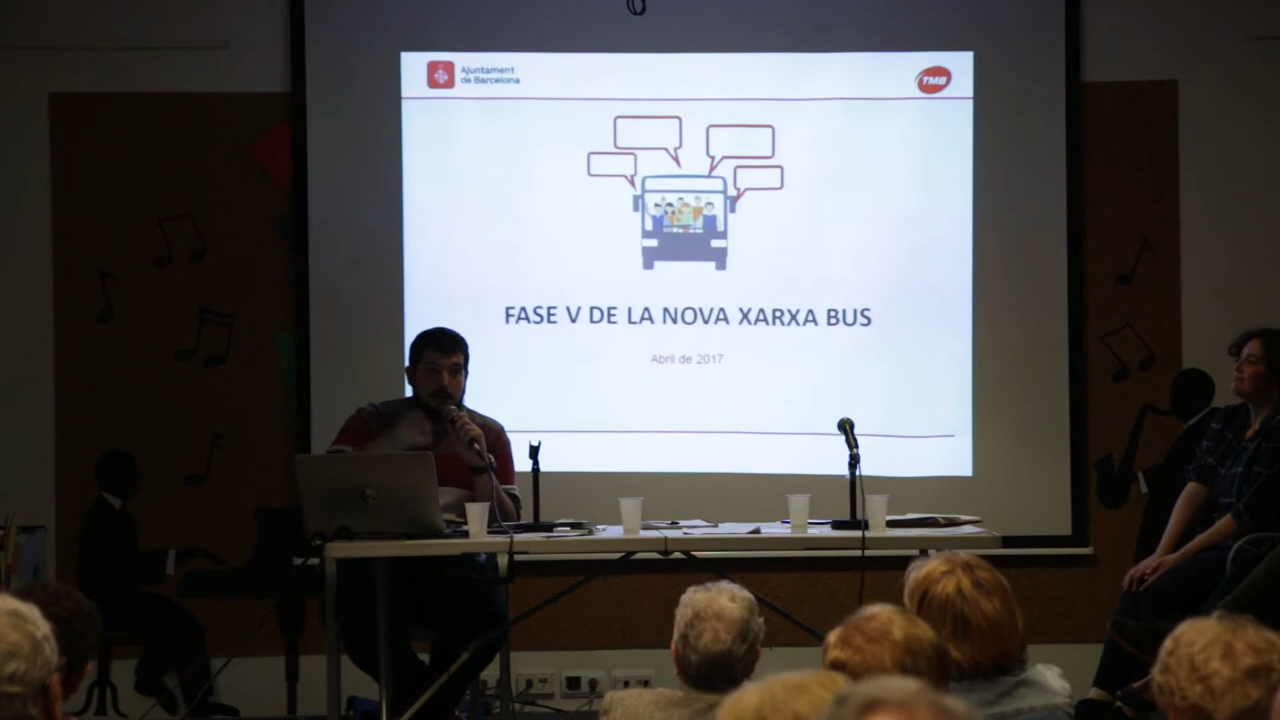 Ajuntament
de Barcelona
TMB
FASE V DE LA NOVA XARXA BUS
Abril de 2017